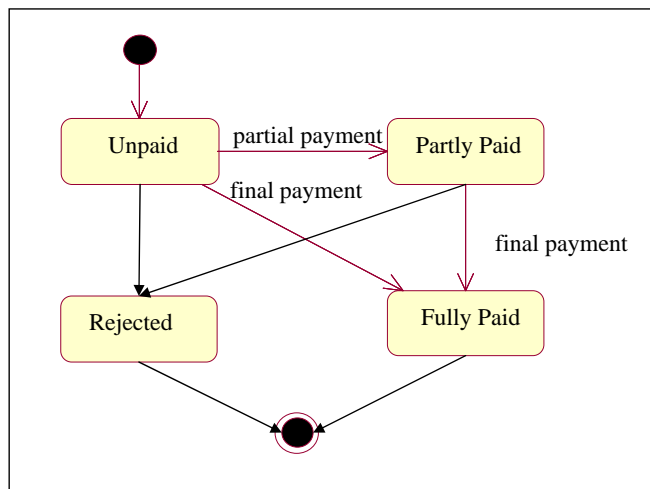 Unpaid
partial payment
Partly Paid
final payment
final payment
Rejected
Fully Paid